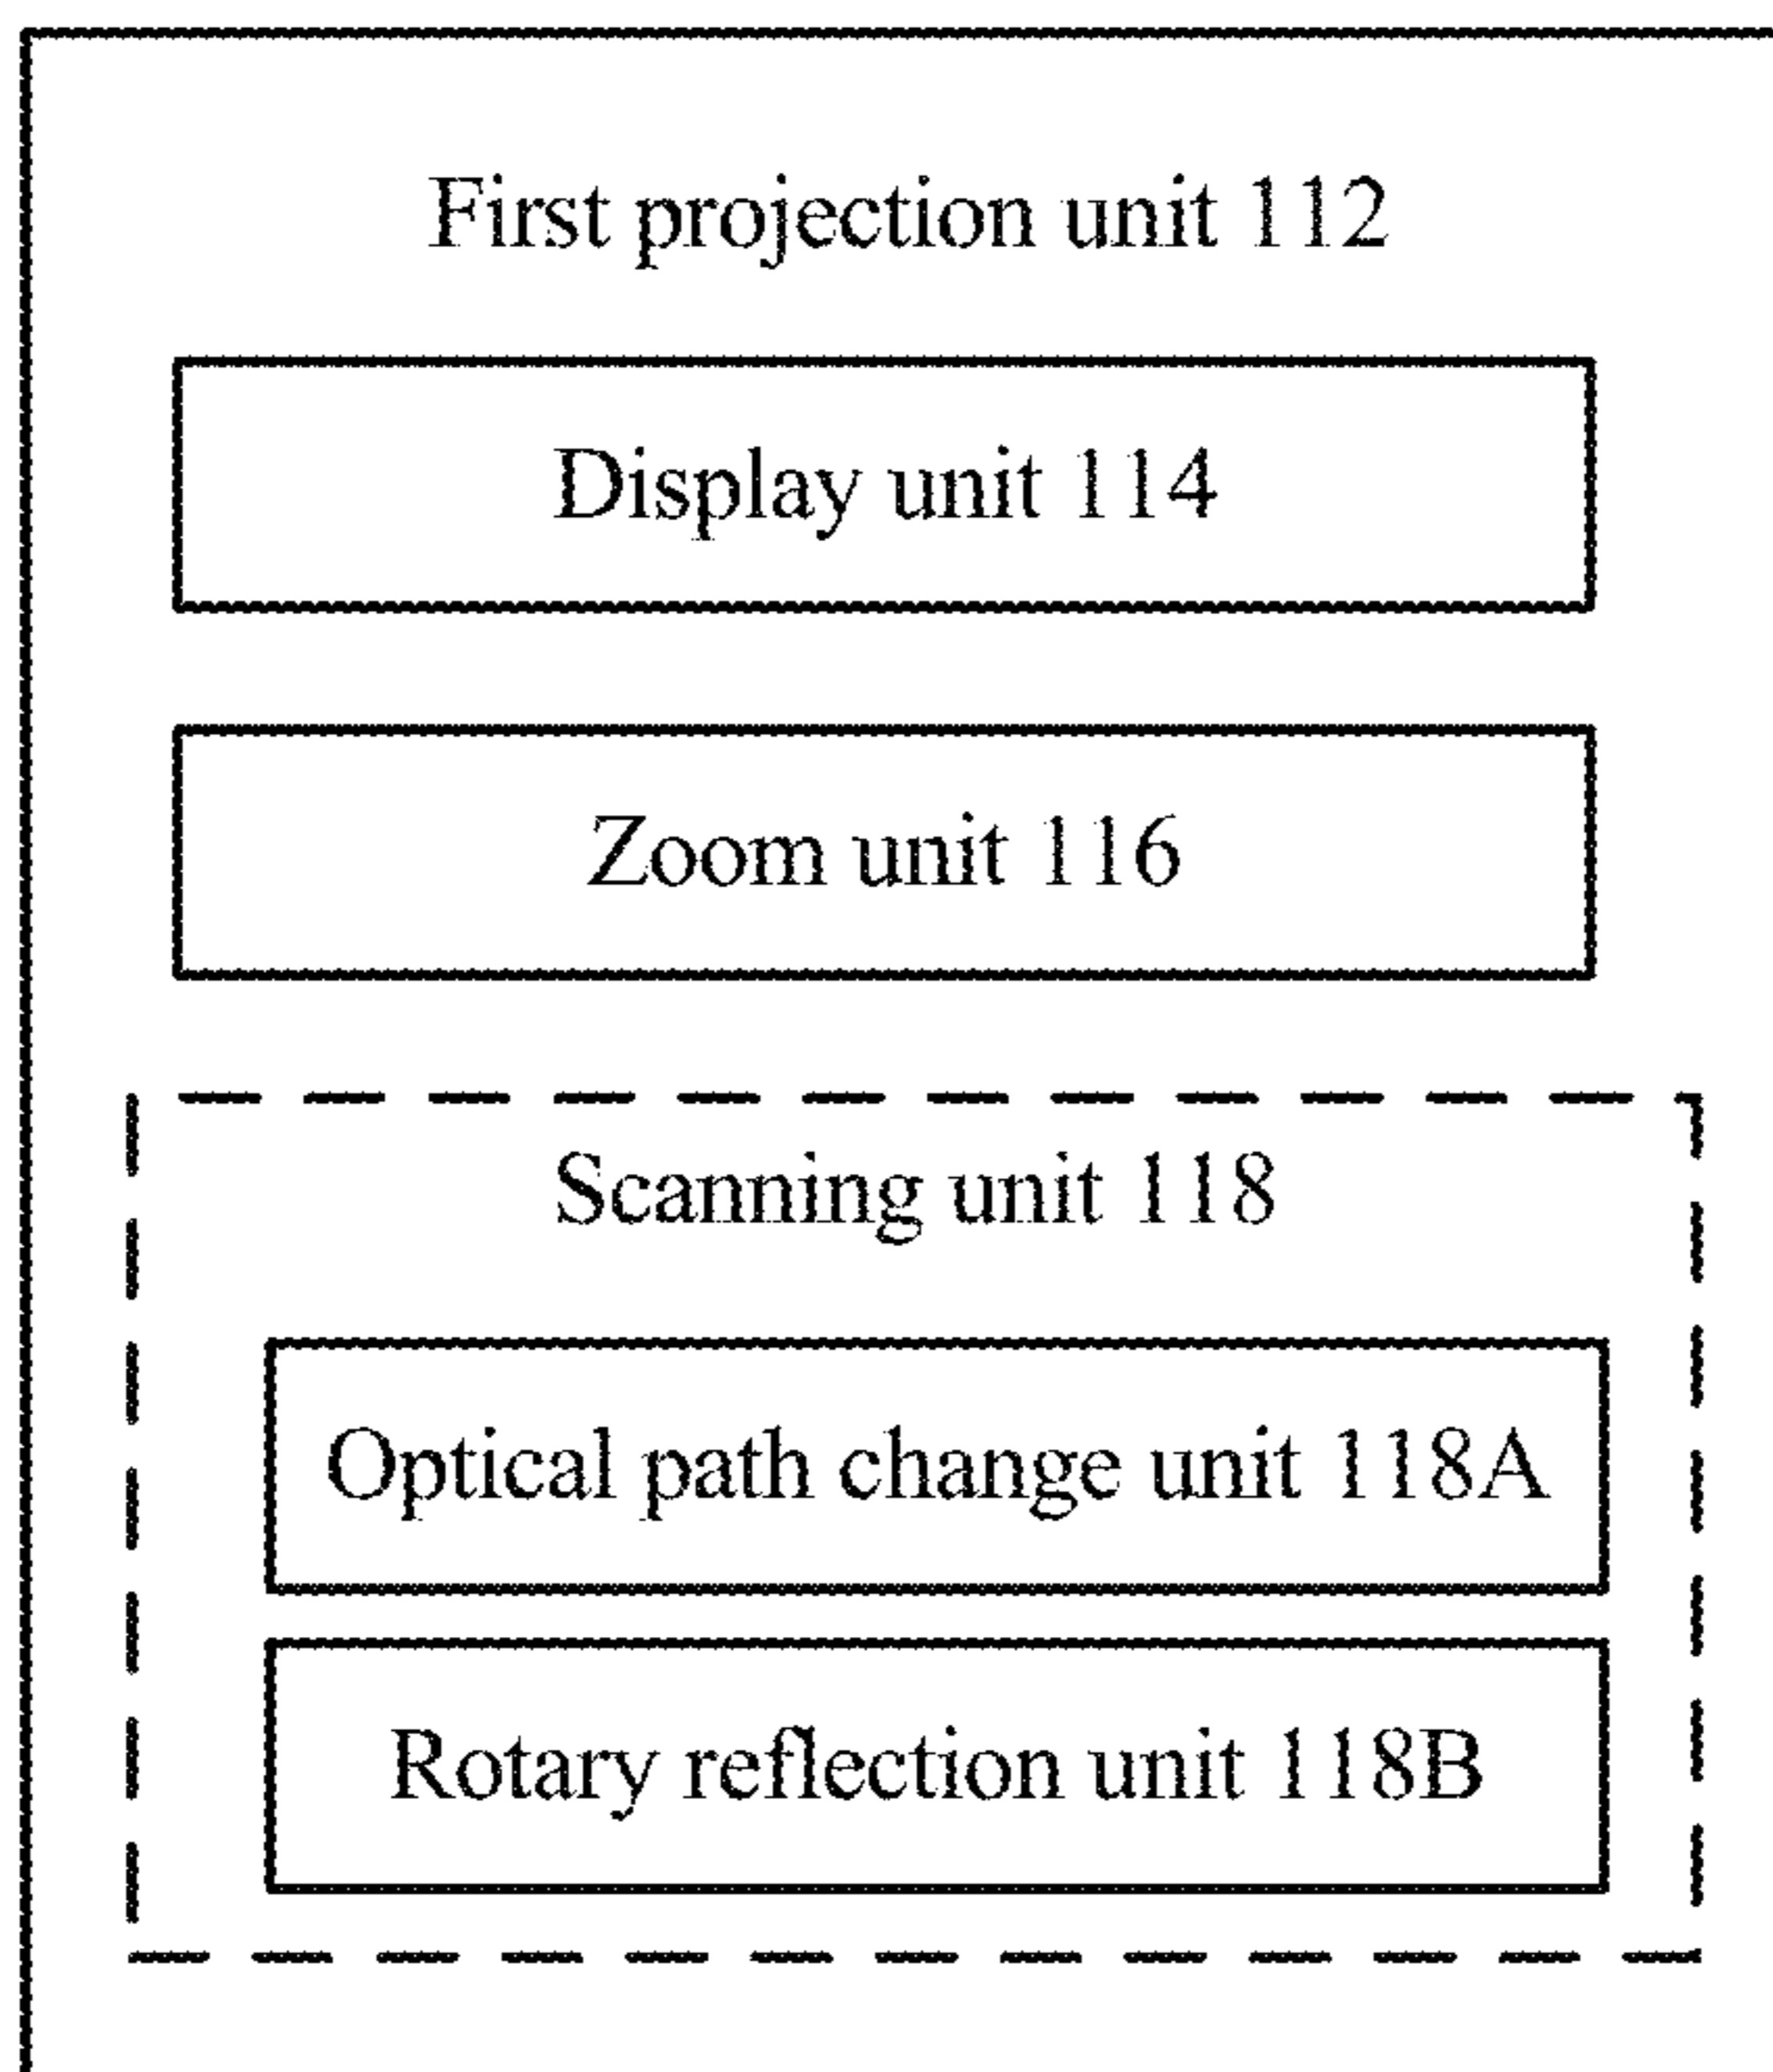 First projection unit 112
Display unit 114
Zoom unit 116
Scanning unit 118
Optical path change unit 118A
Rotary reflection unit 118B